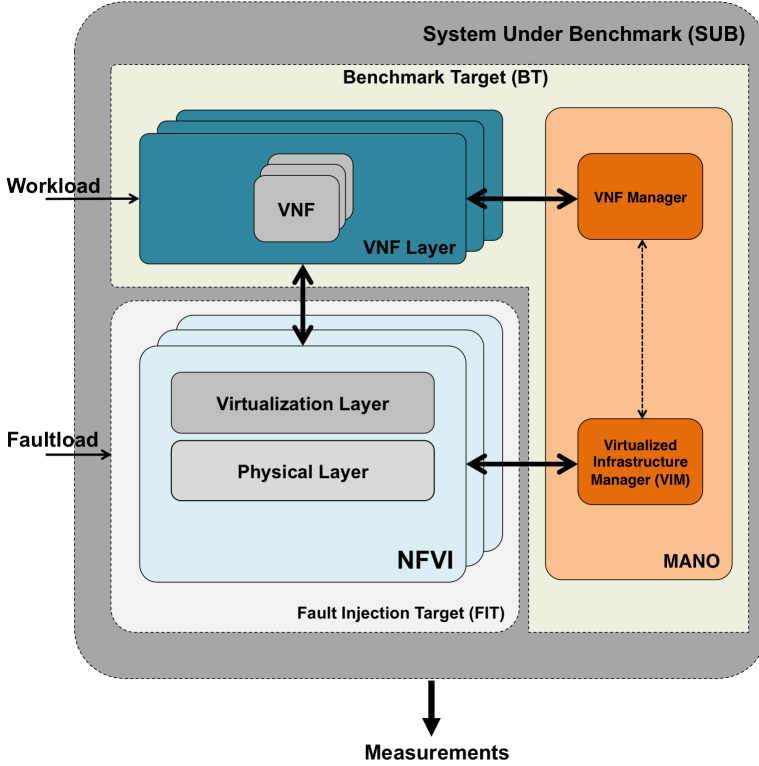 System Under Benchmark (SUB)
Benchmark Target (BT)
Workload
VNF
VNF Layer
VNF Manager
Faultload
Virtualization Layer
Physical Layer
NFVI
Virtualized
Infrastructure
Manager (VIM)
MANO
Fault Injection Target (FIT)
Measurements